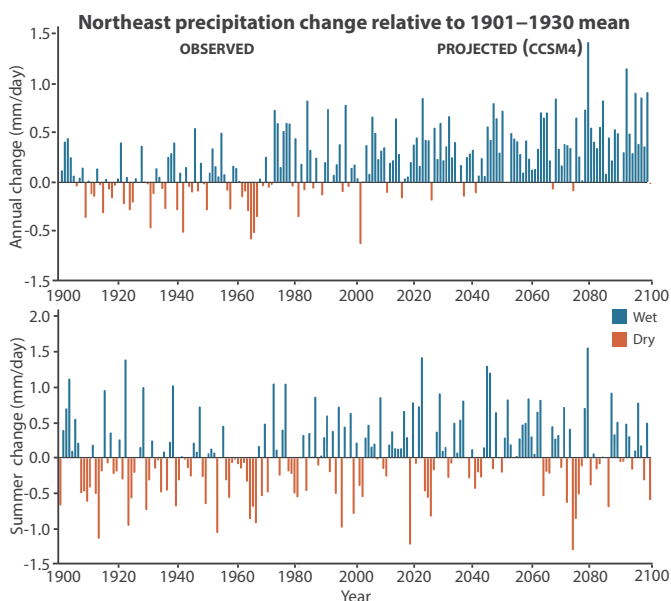 Northeast precipitation change relative to 1901–1930 mean
OBSERVED
PROJECTED (CCSM4)
Annual change (mm/day)
1.5
1.0
0.5
0.0
-0.5
-1.0
-1.5
1900 1920 1940 1960 1980 2000 2020 2040 2060 2080 2100
Summer change (mm/day)
2.0
1.5
1.0
0.5
0.0
-0.5
-1.0
-1.5
Wet
Dry
1900 1920 1940 1960 1980 2000 2020 2040 2060 2080 2100
Year